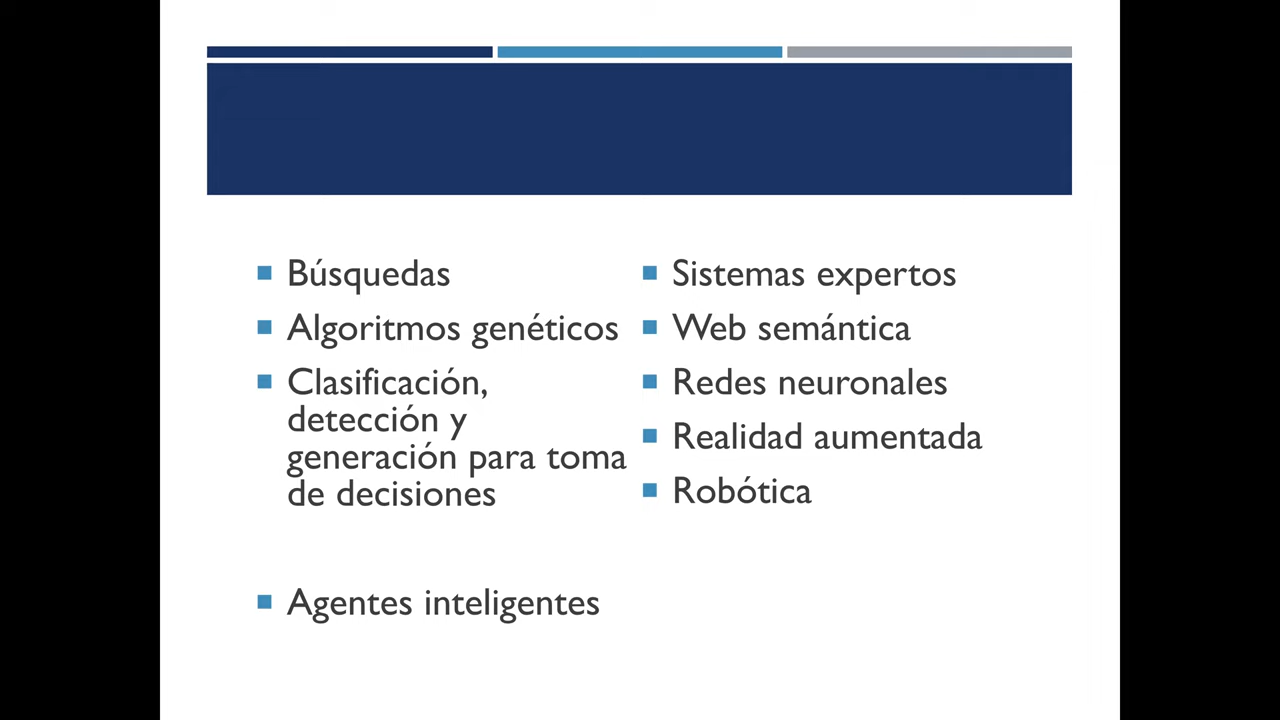 Búsquedas
Algoritmos genéticos
Clasificación,
detección y
generación para toma
de decisiones
Agentes inteligentes
Sistemas expertos
Web semántica
Redes neuronales
Realidad aumentada
Robótica